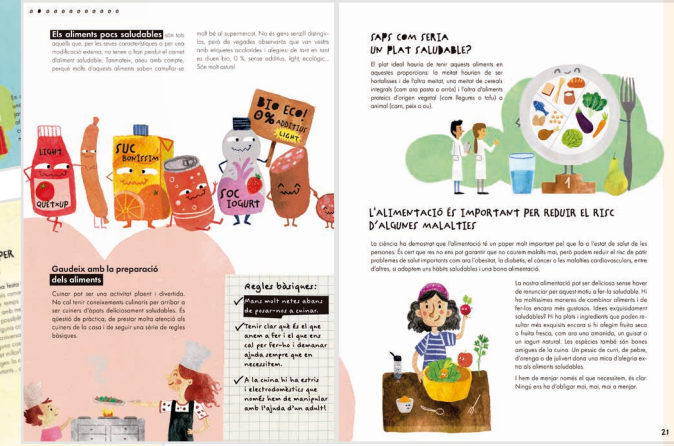 Els aliments pocs saludables són tots
aquells que, per les seves característiques o per una
modificació externa, no tenen o han perdut el carnet
d'aliment saludable. Tanmateix, aneu amb compte,
perquè molts d'aquests aliments saben camuflar-se
molt bé al supermercat. No és gens senzill distingir-
los, però de vegades observaràs que van vestits
amb etiquetes acolorides i alegres: de tant en tant
es duen bio, 0 %, sense additius, light, ecològic...
Són molt astuts!
BIO ECO!
0% ADDITIUS
LIGHT
LIGHT
QUÈTXUP
SUC
BONÍSSIM
SOC
IOGURT
Gaudeix amb la preparació
dels aliments
Cuinar pot ser una activitat plaent i divertida.
No cal tenir coneixements culinaris per arribar a
ser cuiners d'àpats deliciosament saludables. És
qüestió de pràctica, de prestar molta atenció als
cuiners de la casa i de seguir una sèrie de regles
bàsiques.
Regles bàsiques:
Mans molt netes abans
de posar-nos a cuinar.
Tenir clar què és el que
anem a fer i el que ens
cal per fer-ho i demanar
ajuda sempre que en
necessitem.
A la cuina hi ha estris
i electrodomèstics que
només hem de manipular
amb l'ajuda d'un adult!
SAPS COM SERIA
UN PLAT SALUDABLE?
El plat ideal hauria de tenir aquests aliments en
aquestes proporcions: la meitat haurien de ser
hortalisses i de l'altra meitat, una meitat de cereals
integrals (com ara pasta o arròs) i l'altra d'aliments
proteics d'origen vegetal (com llegums o tofu) o
animal (carn, peix o ou).
1
L'ALIMENTACIÓ ÉS IMPORTANT PER REDUIR EL RISC
D'ALGUNES MALALTIES
La ciència ha demostrat que l'alimentació té un paper molt important pel que fa a l'estat de salut de les
persones. És cert que res no ens pot garantir que no caurem malalts mai, però podem reduir el risc de patir
problemes de salut importants com ara l'obesitat, la diabetis, el càncer o les malalties cardiovasculars, entre
d'altres, si adoptem uns hàbits saludables i una bona alimentació.
La nostra alimentació pot ser deliciosa sense haver
de renunciar per aquest motiu a fer-la saludable. Hi
ha moltíssimes maneres de combinar aliments i de
fer-los encara més gustosos. Idees exquisidament
saludables!! Hi ha plats i ingredients que poden re-
sultar més exquisits encara si hi afegim fruita seca
o fruita fresca, com ara una amanida, un guisat o
un iogurt natural. Les espècies també són bones
amigues de la cuina. Un pessic de curri, de pebre,
d'orenga o de julivert dona una mica d'alegria ex-
tra als aliments saludables.
I hem de menjar només el que necessitem, és clar.
Ningú ens ha d'obligar mai, mai, mai a menjar.
21